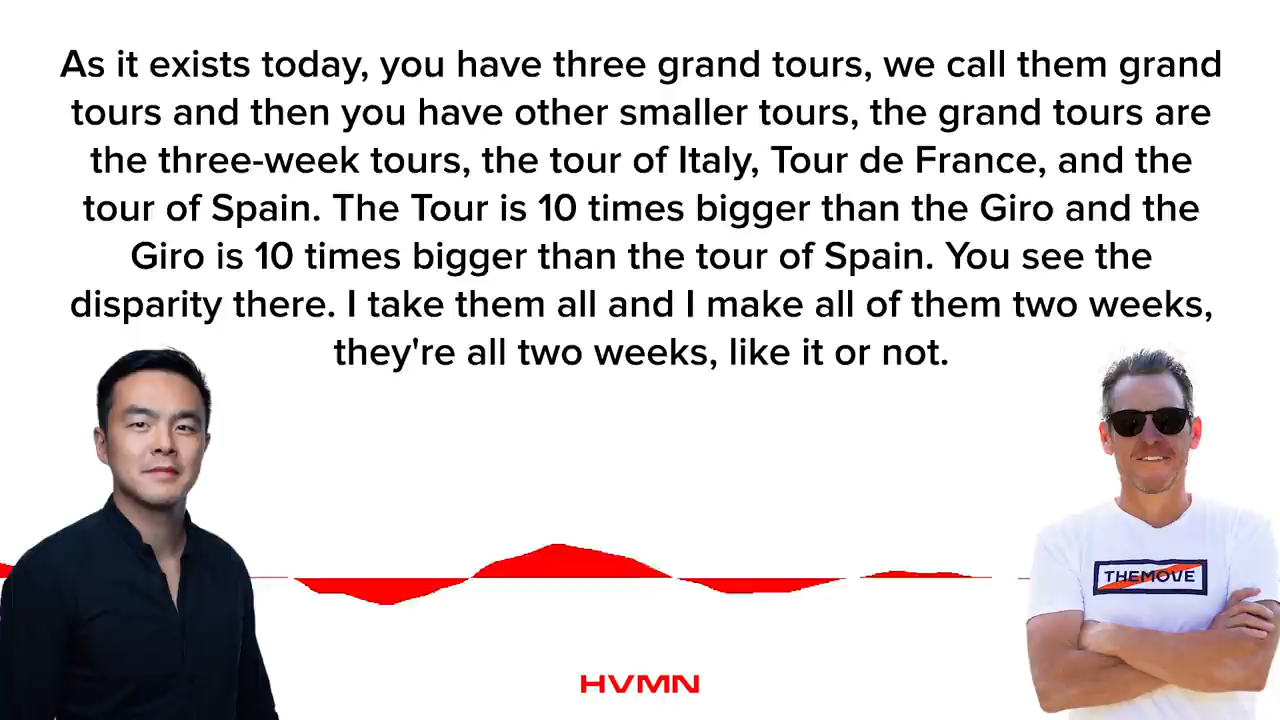 As it exists today, you have three grand tours, we call them grand
tours and then you have other smaller tours, the grand tours are
the three-week tours, the tour of Italy, Tour de France, and the
tour of Spain. The Tour is 10 times bigger than the Giro and the
Giro is 10 times bigger than the tour of Spain. You see the
disparity there. I take them all and I make all of them two weeks,
they're all two weeks, like it or not.
THEMOVE
HVMN